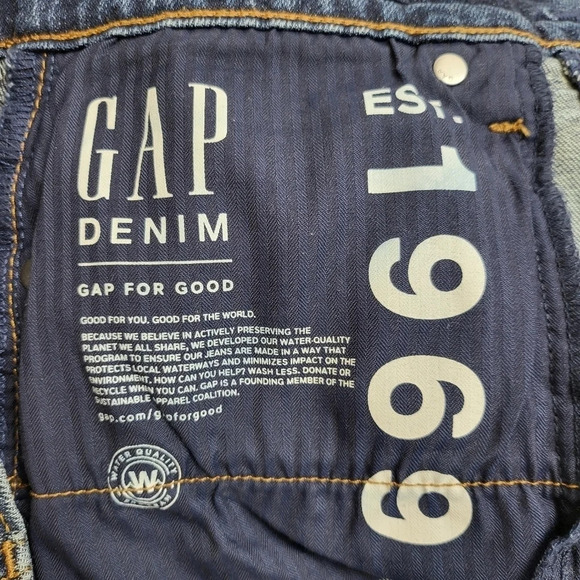 GAP
DENIM
GAP FOR GOOD
GOOD FOR YOU. GOOD FOR THE WORLD.
BECAUSE WE BELIEVE IN ACTIVELY PRESERVING THE
PLANET WE ALL SHARE, WE DEVELOPED OUR WATER-QUALITY
PROGRAM TO ENSURE OUR JEANS ARE MADE IN A WAY THAT
PROTECTS LOCAL WATERWAYS AND MINIMIZES IMPACT ON THE
ENVIRONMENT. HOW CAN YOU HELP? WASH LESS. DONATE OR
RECYCLE WHEN YOU CAN. GAP IS A FOUNDING MEMBER OF THE
SUSTAINABLE APPAREL COALITION.
gap.com/gapforgood
WATER QUALITY
W
EST.
1969